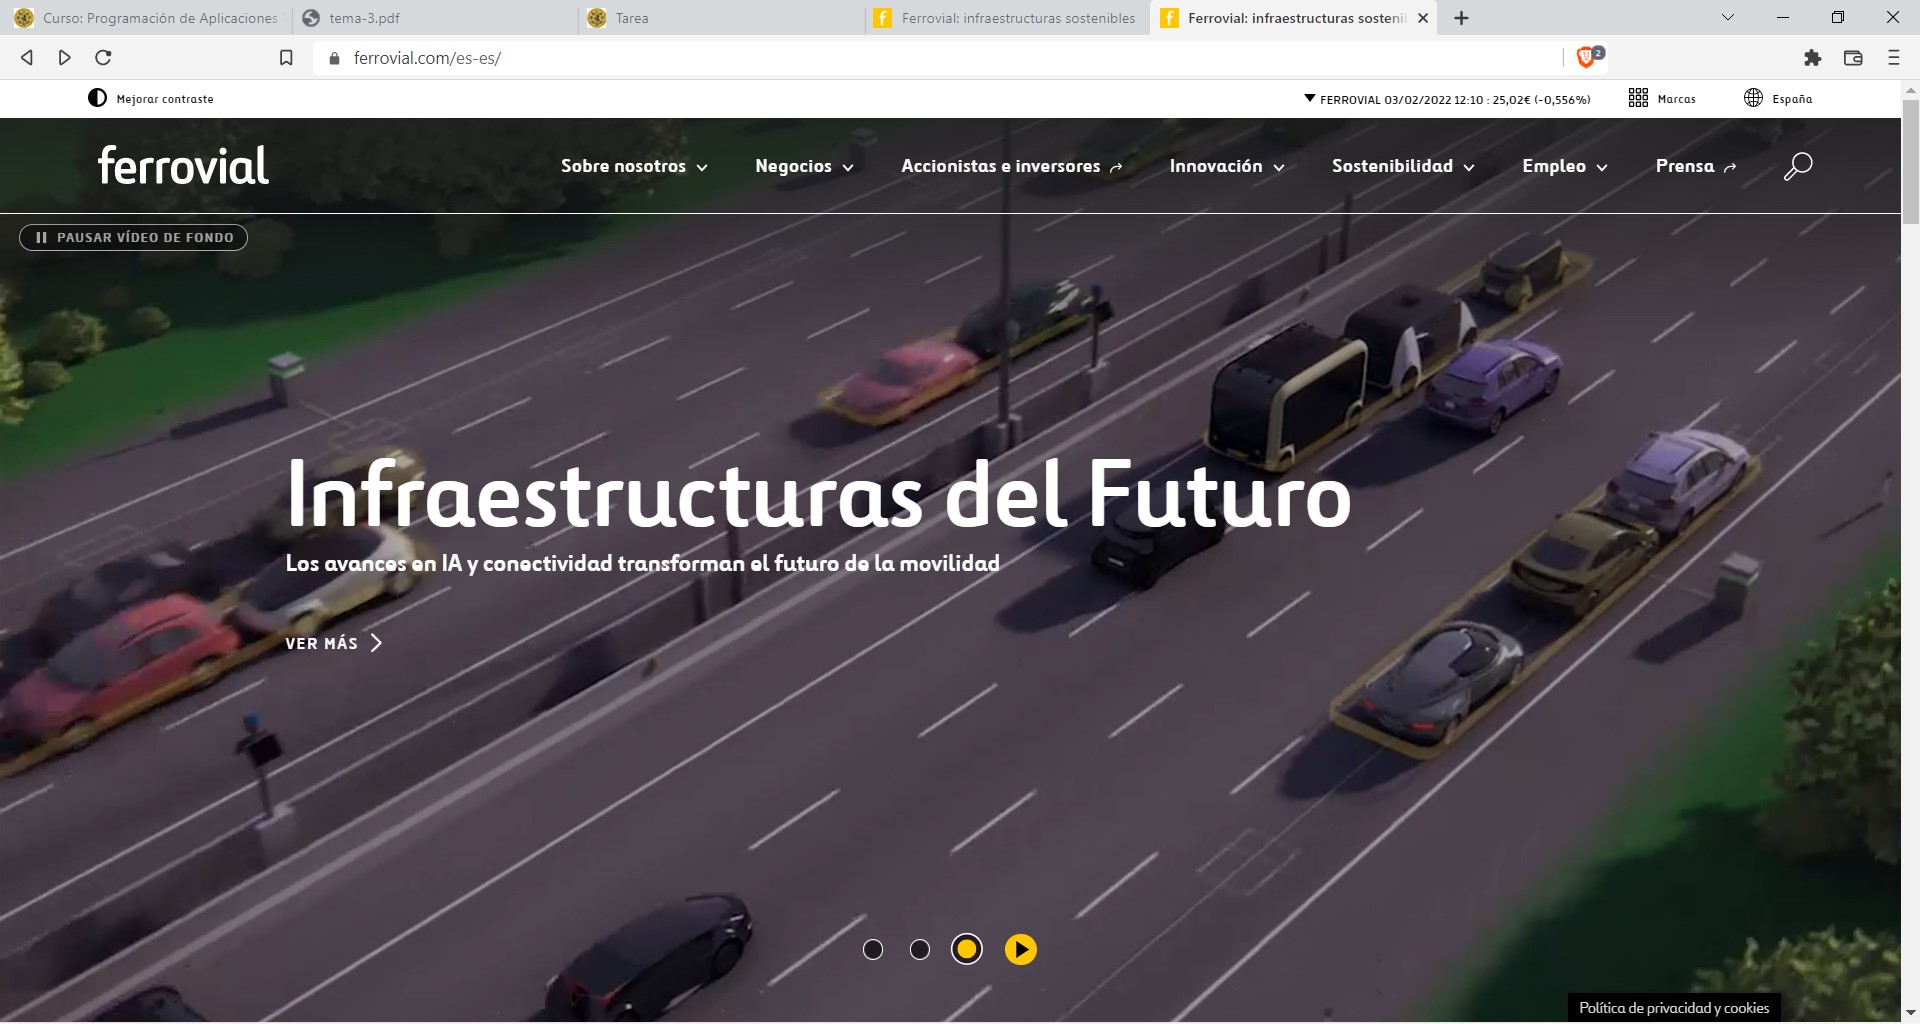 Curso: Programación de Aplicaciones
tema-3.pdf
Tarea
Ferrovial: infraestructuras sostenibles
Ferrovial: infraestructuras sosteni
ferrovial.com/es-es/
2
Mejorar contraste
FERROVIAL 03/02/2022 12:10 : 25,02€ (-0,556%)
Marcas
España
ferrovial
Sobre nosotros
Negocios
Accionistas e inversores
Innovación
Sostenibilidad
Empleo
Prensa
PAUSAR VÍDEO DE FONDO
Infraestructuras del Futuro
Los avances en IA y conectividad transforman el futuro de la movilidad
VER MÁS
Política de privacidad y cookies